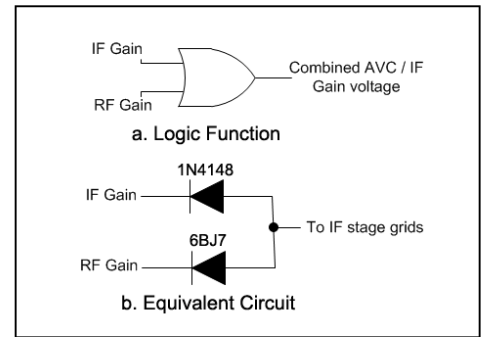 IF Gain
RF Gain
Combined AVC / IF
Gain voltage
a. Logic Function
1N4148
IF Gain
To IF stage grids
6BJ7
RF Gain
b. Equivalent Circuit